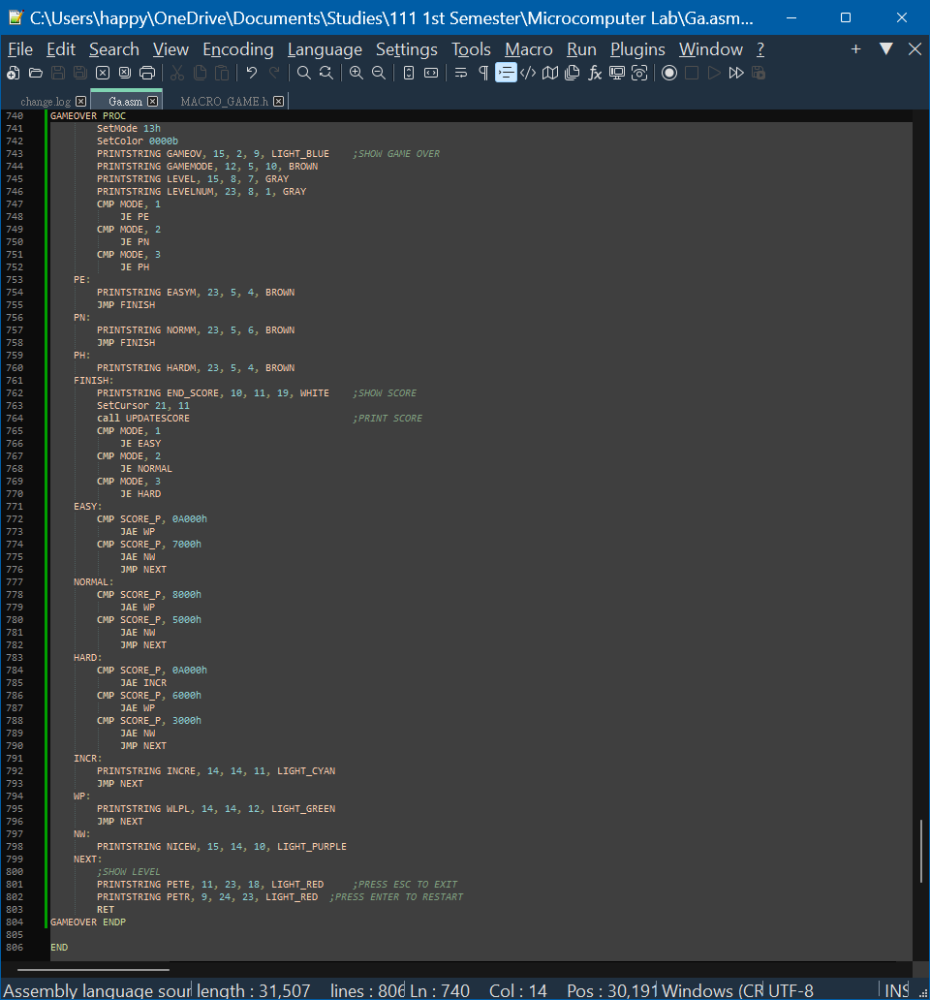 C:\Users\happy\OneDrive\Documents\Studies\111 1st Semester\Microcomputer Lab\Ga.asm...
File Edit Search View Encoding Language Settings Tools Macro Run Plugins Window ?
change.log Ga.asm MACRO_GAME.h
740 GAMEOVER PROC
741 SetMode 13h
742 SetColor 0000b
743 PRINTSTRING GAMEOV, 15, 2, 9, LIGHT_BLUE ;SHOW GAME OVER
744 PRINTSTRING GAMEMODE, 12, 5, 10, BROWN
745 PRINTSTRING LEVEL, 15, 8, 7, GRAY
746 PRINTSTRING LEVELNUM, 23, 8, 1, GRAY
747 CMP MODE, 1
748 JE PE
749 CMP MODE, 2
750 JE PN
751 CMP MODE, 3
752 JE PH
753 PE:
754 PRINTSTRING EASYM, 23, 5, 4, BROWN
755 JMP FINISH
756 PN:
757 PRINTSTRING NORMM, 23, 5, 6, BROWN
758 JMP FINISH
759 PH:
760 PRINTSTRING HARDM, 23, 5, 4, BROWN
761 FINISH:
762 PRINTSTRING END_SCORE, 10, 11, 19, WHITE ;SHOW SCORE
763 SetCursor 21, 11
764 call UPDATESCORE ;PRINT SCORE
765 CMP MODE, 1
766 JE EASY
767 CMP MODE, 2
768 JE NORMAL
769 CMP MODE, 3
770 JE HARD
771 EASY:
772 CMP SCORE_P, 0A000h
773 JAE WP
774 CMP SCORE_P, 7000h
775 JAE NW
776 JMP NEXT
777 NORMAL:
778 CMP SCORE_P, 8000h
779 JAE WP
780 CMP SCORE_P, 5000h
781 JAE NW
782 JMP NEXT
783 HARD:
784 CMP SCORE_P, 0A000h
785 JAE INCR
786 CMP SCORE_P, 6000h
787 JAE WP
788 CMP SCORE_P, 3000h
789 JAE NW
790 JMP NEXT
791 INCR:
792 PRINTSTRING INCRE, 14, 14, 11, LIGHT_CYAN
793 JMP NEXT
794 WP:
795 PRINTSTRING WLPL, 14, 14, 12, LIGHT_GREEN
796 JMP NEXT
797 NW:
798 PRINTSTRING NICEW, 15, 14, 10, LIGHT_PURPLE
799 NEXT:
800 ;SHOW LEVEL
801 PRINTSTRING PETE, 11, 23, 18, LIGHT_RED ;PRESS ESC TO EXIT
802 PRINTSTRING PETR, 9, 24, 23, LIGHT_RED ;PRESS ENTER TO RESTART
803 RET
804 GAMEOVER ENDP
805
806 END
Assembly language sour length : 31,507 lines : 806 Ln : 740 Col : 14 Pos : 30,191 Windows (CR UTF-8 INS